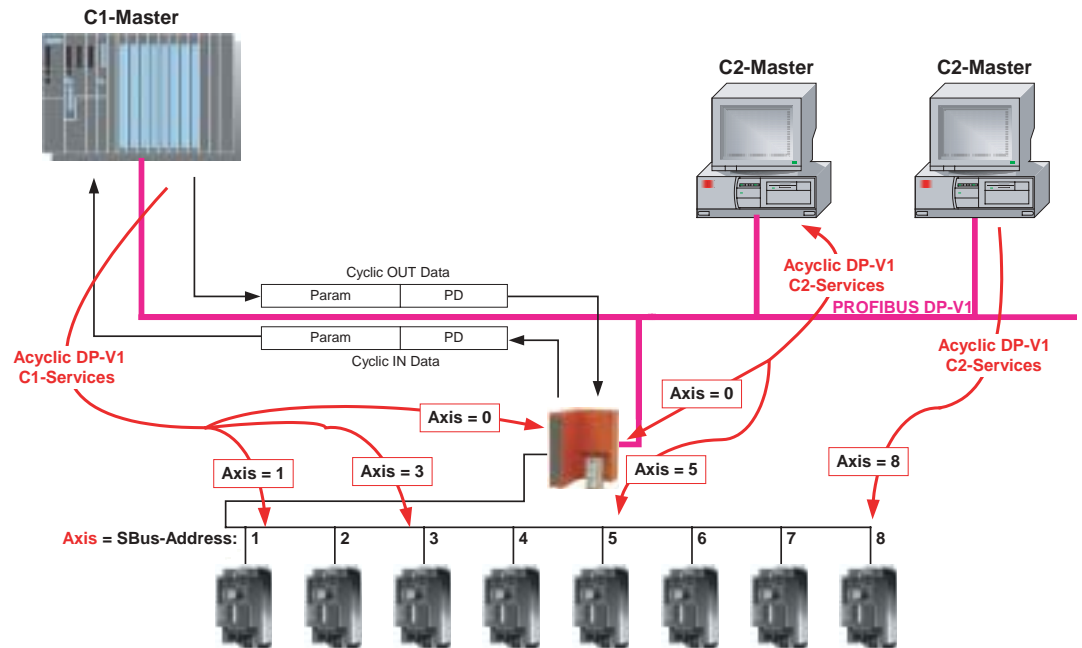 C1-Master
C2-Master
C2-Master
Cyclic OUT Data
Param
PD
Acyclic DP-V1
C2-Services
PROFIBUS DP-V1
Param
PD
Cyclic IN Data
Acyclic DP-V1
C1-Services
Acyclic DP-V1
C2-Services
Axis = 0
Axis = 0
Axis = 1
Axis = 3
Axis = 5
Axis = 8
Axis = SBus-Address: 1 2 3 4 5 6 7 8